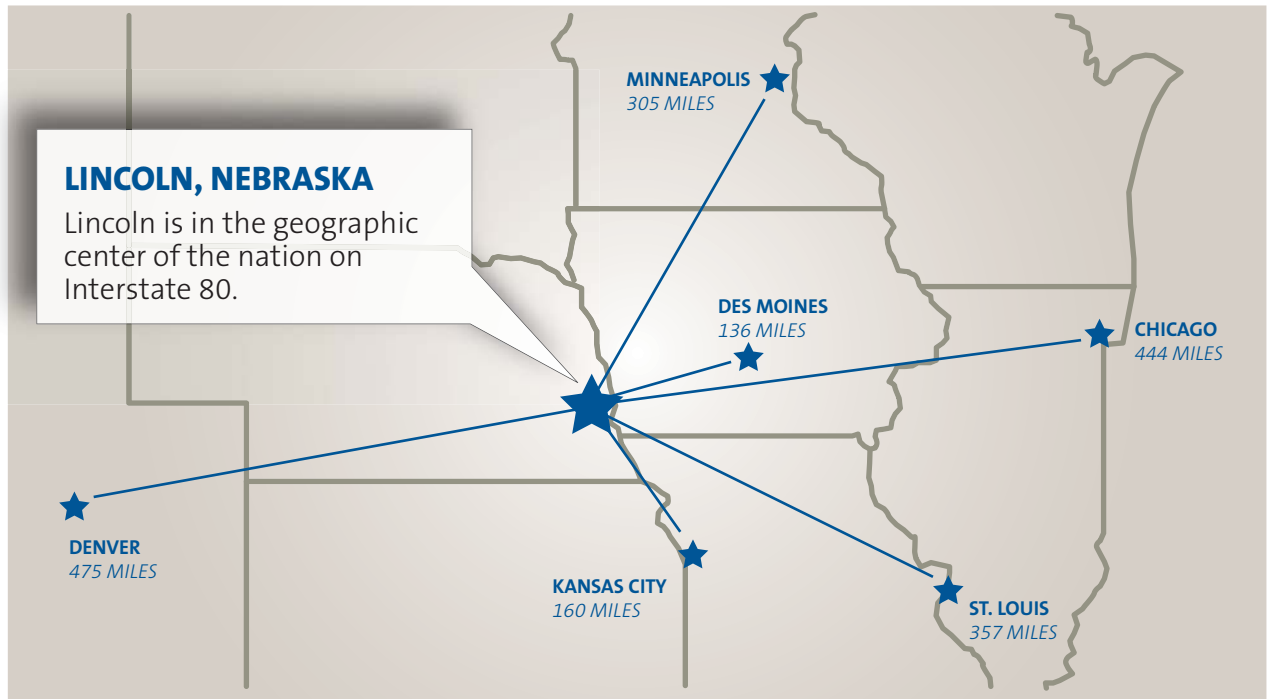 MINNEAPOLIS
305 MILES
LINCOLN, NEBRASKA
Lincoln is in the geographic
center of the nation on
Interstate 80.
DES MOINES
136 MILES
CHICAGO
444 MILES
DENVER
475 MILES
KANSAS CITY
160 MILES
ST. LOUIS
357 MILES